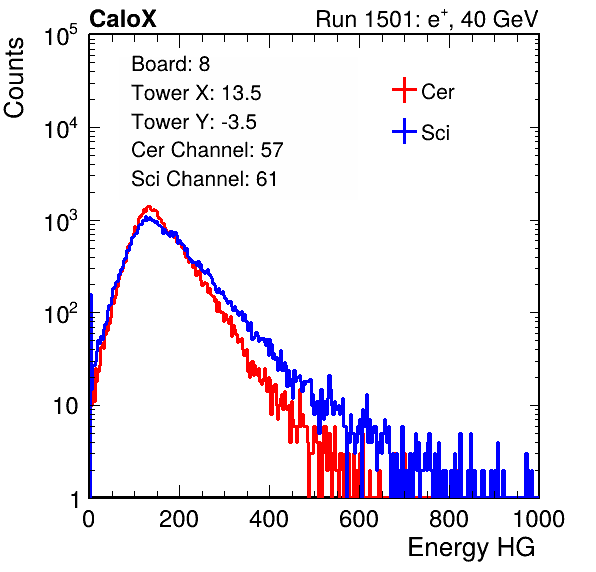 CaloX Run 1501: e⁺, 40 GeV
Board: 8
Tower X: 13.5
Tower Y: -3.5
Cer Channel: 57
Sci Channel: 61
Cer
Sci
Counts
10⁵
10⁴
10³
10²
10
1
0 200 400 600 800 1000
Energy HG